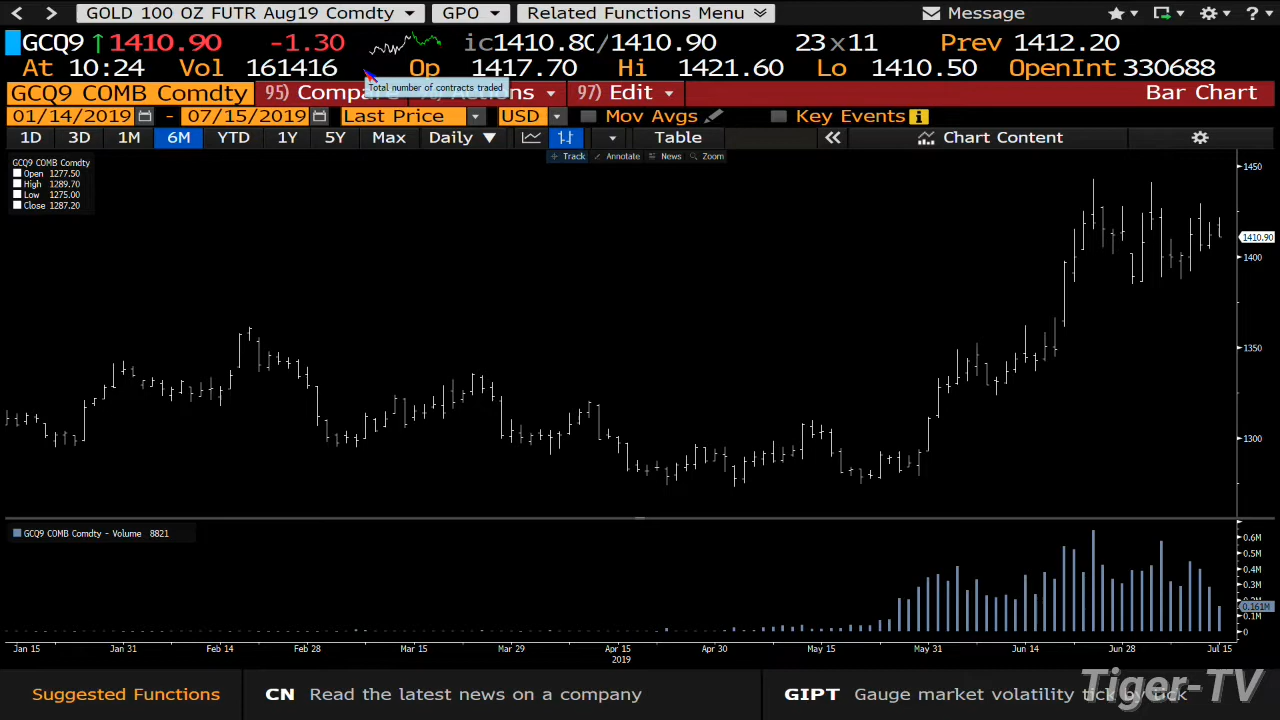 GOLD 100 OZ FUTR Aug19 Comdty GPO Related Functions Menu Message
GCQ9 ↑1410.90 -1.30 ic1410.80/1410.90 23x11 Prev 1412.20
At 10:24 Vol 161416 Op 1417.70 Hi 1421.60 Lo 1410.50 OpenInt 330688
Total number of contracts traded
GCQ9 COMB Comdty 95) Compare Actions 97) Edit Bar Chart
01/14/2019 - 07/15/2019 Last Price USD Mov Avgs Key Events
1D 3D 1M 6M YTD 1Y 5Y Max Daily ▼ Table Chart Content
Track Annotate News Zoom
GCQ9 COMB Comdty
Open 1277.50
High 1289.70
Low 1275.00
Close 1287.20
1450
1410.90
1400
1350
1300
GCQ9 COMB Comdty - Volume 8821
0.6M
0.5M
0.4M
0.3M
0.161M
0.1M
0
Jan 15 Jan 31 Feb 14 Feb 28 Mar 15 Mar 29 Apr 15 Apr 30 May 15 May 31 Jun 14 Jun 28 Jul 15
2019
Suggested Functions CN Read the latest news on a company GIPT Gauge market volatility tick by tick
Tiger-TV